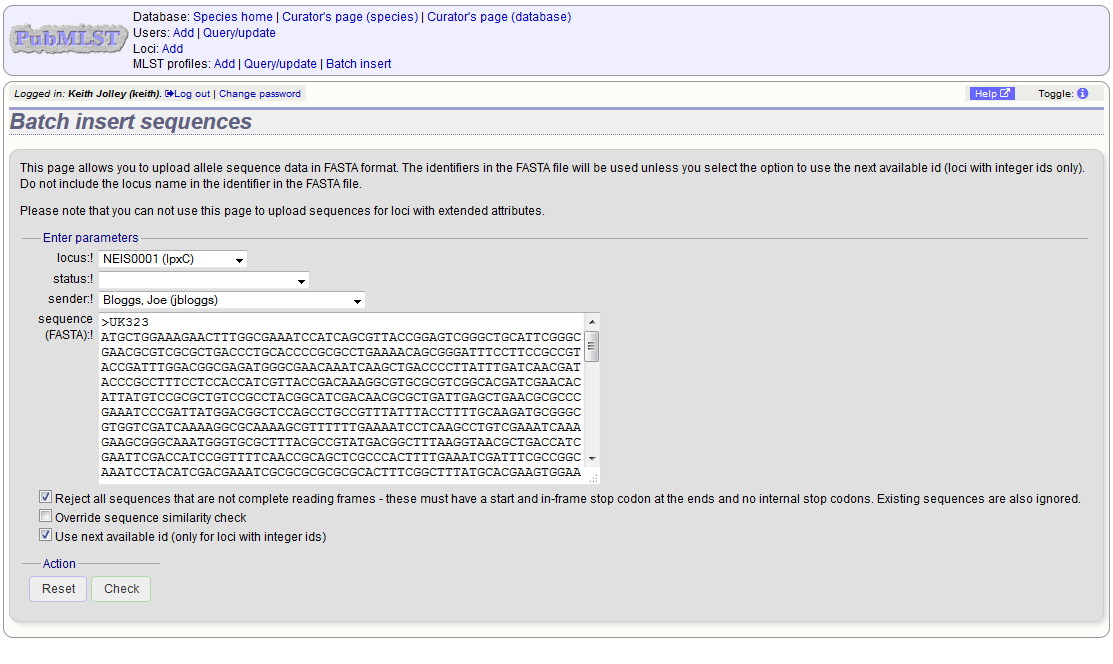 PubMLST
Database: Species home | Curator's page (species) | Curator's page (database)
Users: Add | Query/update
Loci: Add
MLST profiles: Add | Query/update | Batch insert
Logged in: Keith Jolley (keith). Log out | Change password
Help
Toggle: i
Batch insert sequences
This page allows you to upload allele sequence data in FASTA format. The identifiers in the FASTA file will be used unless you select the option to use the next available id (loci with integer ids only).
Do not include the locus name in the identifier in the FASTA file.
Please note that you can not use this page to upload sequences for loci with extended attributes.
Enter parameters
locus:! NEIS0001 (lpxC)
status:!
sender:! Bloggs, Joe (jbloggs)
sequence
(FASTA):!
>UK323
ATGCTGGAAAGAACTTTGGCGAAATCCATCAGCGTTACCGGAGTCGGGCTGCATTCGGGC
GAACGCGTCGCGCTGACCCTGCACCCCGCGCCTGAAAACAGCGGGATTTCCTTCCGCCGT
ACCGATTTGGACGGCGAGATGGGCGAACAAATCAAGCTGACCCCTTATTTGATCAACGAT
ACCCGCCTTTCCTCCACCATCGTTACCGACAAAGGCGTGCGCGTCGGCACGATCGAACAC
ATTATGTCCGCGCTGTCCGCCTACGGCATCGACAACGCGCTGATTGAGCTGAACGCGCCC
GAAATCCCGATTATGGACGGCTCCAGCCTGCCGTTTATTTACCTTTTGCAAGATGCGGGC
GTGGTCGATCAAAAGGCGCAAAAGCGTTTTTTGAAAATCCTCAAGCCTGTCGAAATCAAA
GAAGCGGGCAAATGGGTGCGCTTTACGCCGTATGACGGCTTTAAGGTAACGCTGACCATC
GAATTCGACCATCCGGTTTTCAACCGCAGCTCGCCCACTTTTGAAATCGATTTCGCCGGC
AAATCCTACATCGACGAAATCGCGCGCGCGCGCACTTTCGGCTTTATGCACGAAGTGGAA
Reject all sequences that are not complete reading frames - these must have a start and in-frame stop codon at the ends and no internal stop codons. Existing sequences are also ignored.
Override sequence similarity check
Use next available id (only for loci with integer ids)
Action
Reset
Check